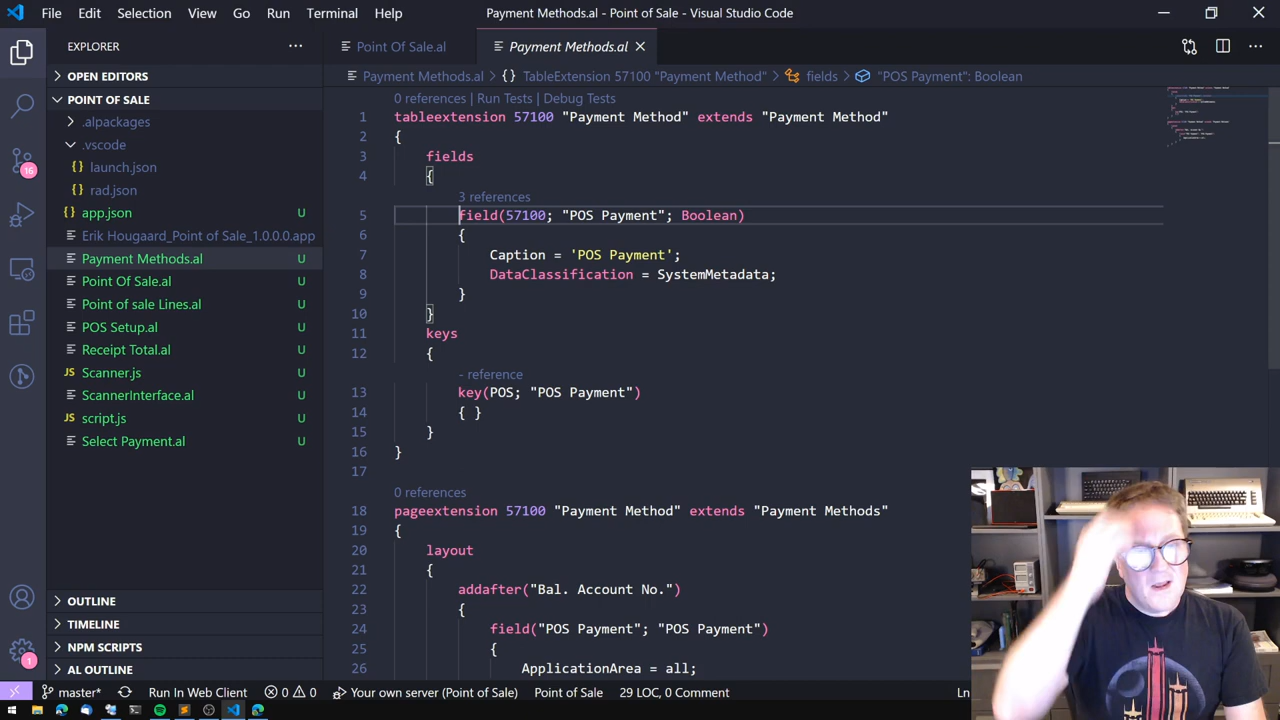 File Edit Selection View Go Run Terminal Help
Payment Methods.al - Point of Sale - Visual Studio Code
EXPLORER
Point Of Sale.al
Payment Methods.al
OPEN EDITORS
Payment Methods.al
{} TableExtension 57100 "Payment Method"
fields
"POS Payment": Boolean
POINT OF SALE
.alpackages
.vscode
{} launch.json
{} rad.json
{} app.json U
Erik Hougaard_Point of Sale_1.0.0.0.app
Payment Methods.al U
Point Of Sale.al U
Point of sale Lines.al U
POS Setup.al U
Receipt Total.al U
JS Scanner.js U
ScannerInterface.al U
JS script.js U
Select Payment.al U
OUTLINE
TIMELINE
NPM SCRIPTS
AL OUTLINE
16
1
0 references | Run Tests | Debug Tests
1 tableextension 57100 "Payment Method" extends "Payment Method"
2 {
3 fields
4 {
3 references
5 field(57100; "POS Payment"; Boolean)
6 {
7 Caption = 'POS Payment';
8 DataClassification = SystemMetadata;
9 }
10 }
11 keys
12 {
- reference
13 key(POS; "POS Payment")
14 { }
15 }
16 }
17
0 references
18 pageextension 57100 "Payment Method" extends "Payment Methods"
19 {
20 layout
21 {
22 addafter("Bal. Account No.")
23 {
24 field("POS Payment"; "POS Payment")
25 {
26 ApplicationArea = all;
master* Run In Web Client 0 0 Your own server (Point of Sale) Point of Sale 29 LOC, 0 Comment Ln